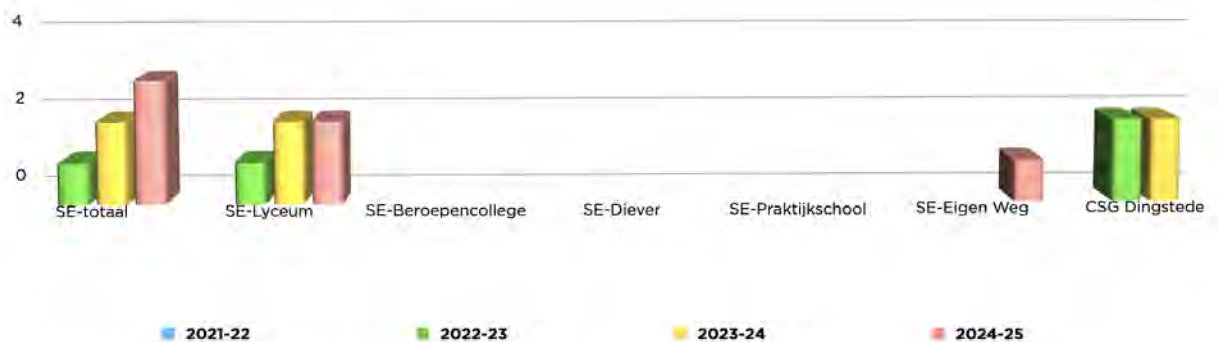 4
2
0
SE-totaal SE-Lyceum SE-Beroepencollege SE-Diever SE-Praktijkschool SE-Eigen Weg CSG Dingstede
2021-22 2022-23 2023-24 2024-25